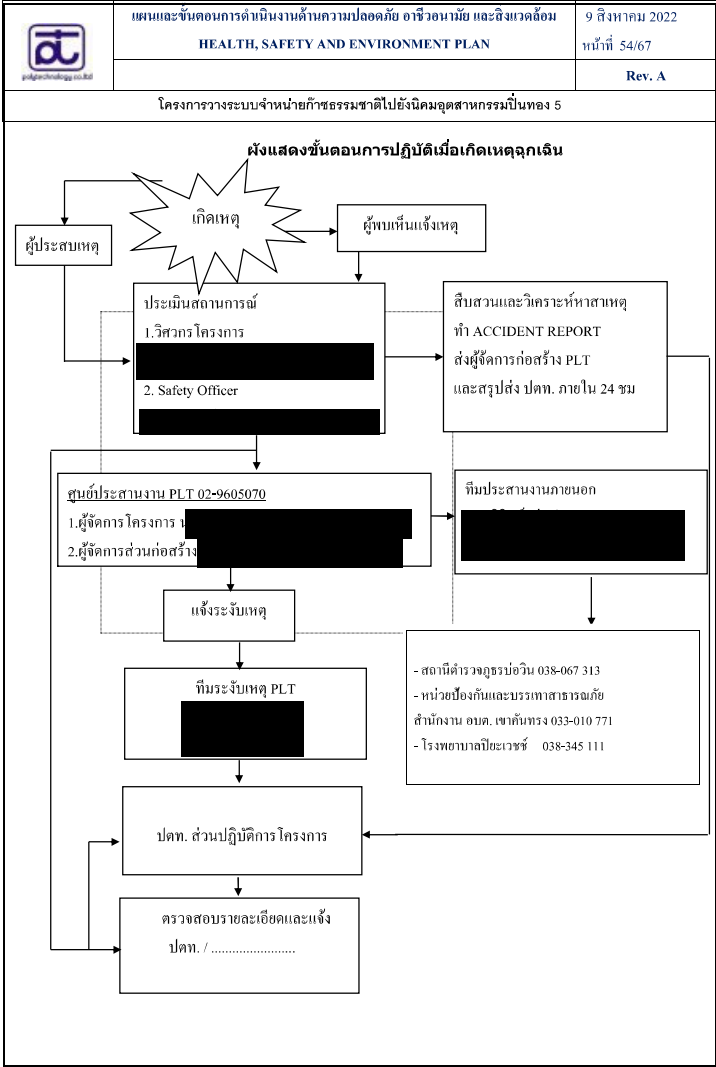 แผนและขั้นตอนการดำเนินงานด้านความปลอดภัย อาชีวอนามัย และสิ่งแวดล้อม
HEALTH, SAFETY AND ENVIRONMENT PLAN
9 สิงหาคม 2022
หน้าที่ 54/67
Rev. A
polytechnology co.ltd
โครงการวางระบบจำหน่ายก๊าซธรรมชาติไปยังนิคมอุตสาหกรรมปิ่นทอง 5
ผังแสดงขั้นตอนการปฏิบัติเมื่อเกิดเหตุฉุกเฉิน
เกิดเหตุ
ผู้ประสบเหตุ
ผู้พบเห็นแจ้งเหตุ
ประเมินสถานการณ์
1.วิศวกรโครงการ
2. Safety Officer
สืบสวนและวิเคราะห์หาสาเหตุ
ทำ ACCIDENT REPORT
ส่งผู้จัดการก่อสร้าง PLT
และสรุปส่ง ปตท. ภายใน 24 ชม
ศูนย์ประสานงาน PLT 02-9605070
1.ผู้จัดการโครงการ
2.ผู้จัดการส่วนก่อสร้าง
ทีมประสานงานภายนอก
แจ้งระงับเหตุ
ทีมระงับเหตุ PLT
- สถานีตำรวจภูธรบ่อวิน 038-067 313
- หน่วยป้องกันและบรรเทาสาธารณภัย
สำนักงาน อบต. เขาคันทรง 033-010 771
- โรงพยาบาลปิยะเวชช์ 038-345 111
ปตท. ส่วนปฏิบัติการโครงการ
ตรวจสอบรายละเอียดและแจ้ง
ปตท. / ........................